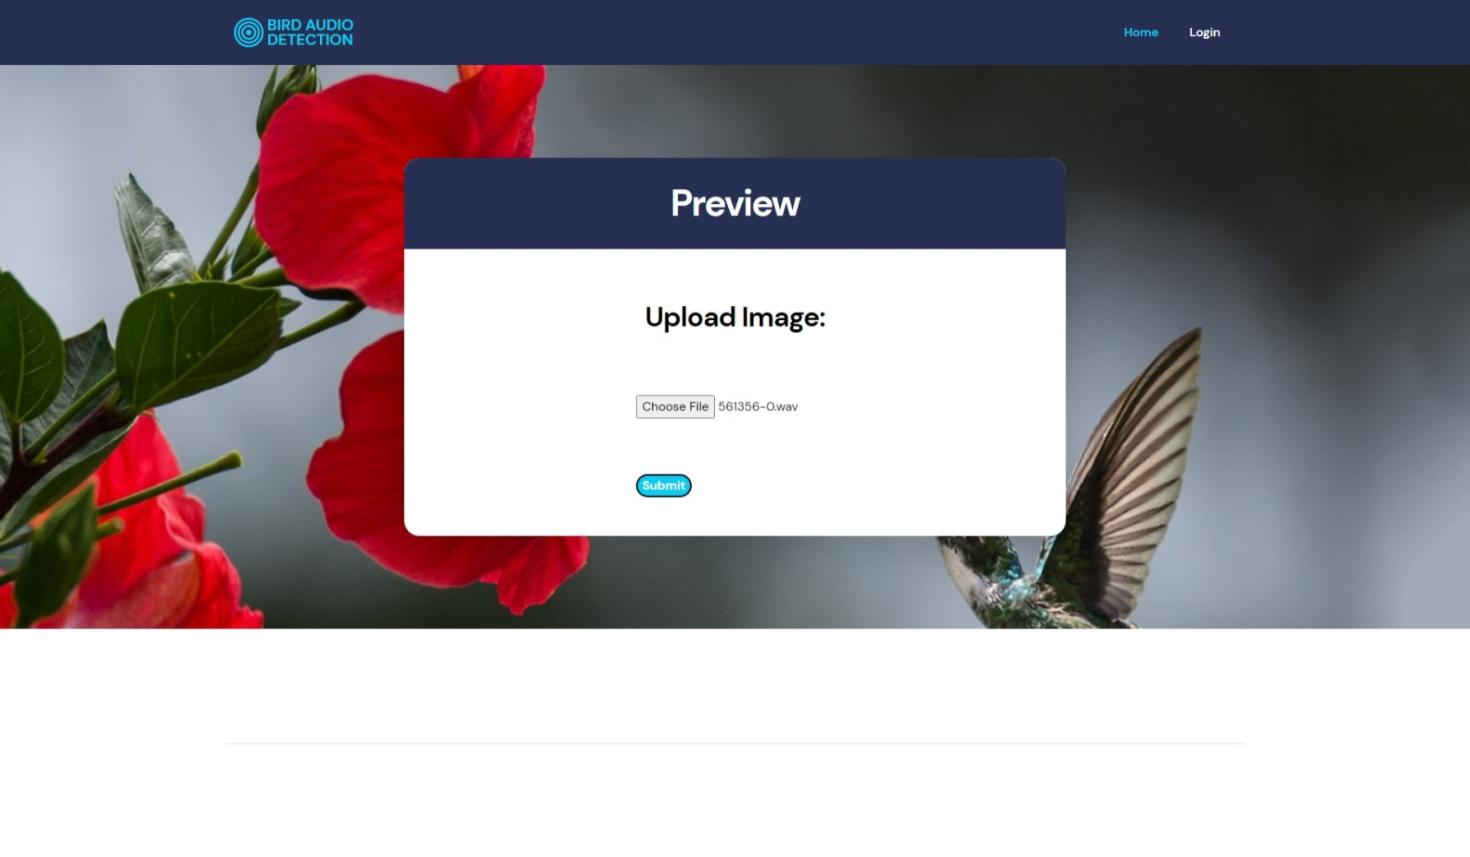 BIRD AUDIO
DETECTION
Home
Login
Preview
Upload Image:
Choose File 561356-0.wav
Submit